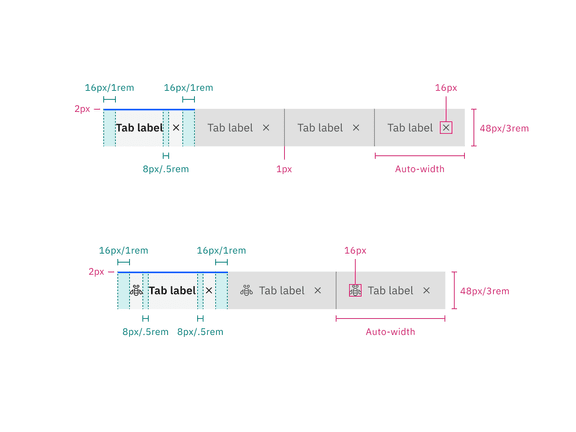 16px/1rem 16px/1rem 16px
2px
Tab label Tab label Tab label Tab label
48px/3rem
8px/.5rem 1px Auto-width
16px/1rem 16px/1rem 16px
2px
Tab label Tab label Tab label
48px/3rem
8px/.5rem 8px/.5rem Auto-width